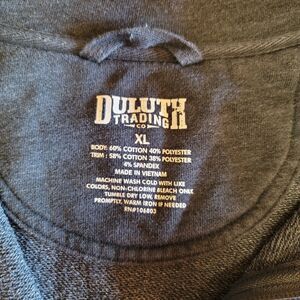 DULUTH
TRADING
CO
XL
BODY: 60% COTTON 40% POLYESTER
TRIM: 58% COTTON 38% POLYESTER
4% SPANDEX
MADE IN VIETNAM
MACHINE WASH COLD WITH LIKE
COLORS, NON-CHLORINE BLEACH ONLY
TUMBLE DRY LOW, REMOVE
PROMPTLY, WARM IRON IF NEEDED
RN#106803